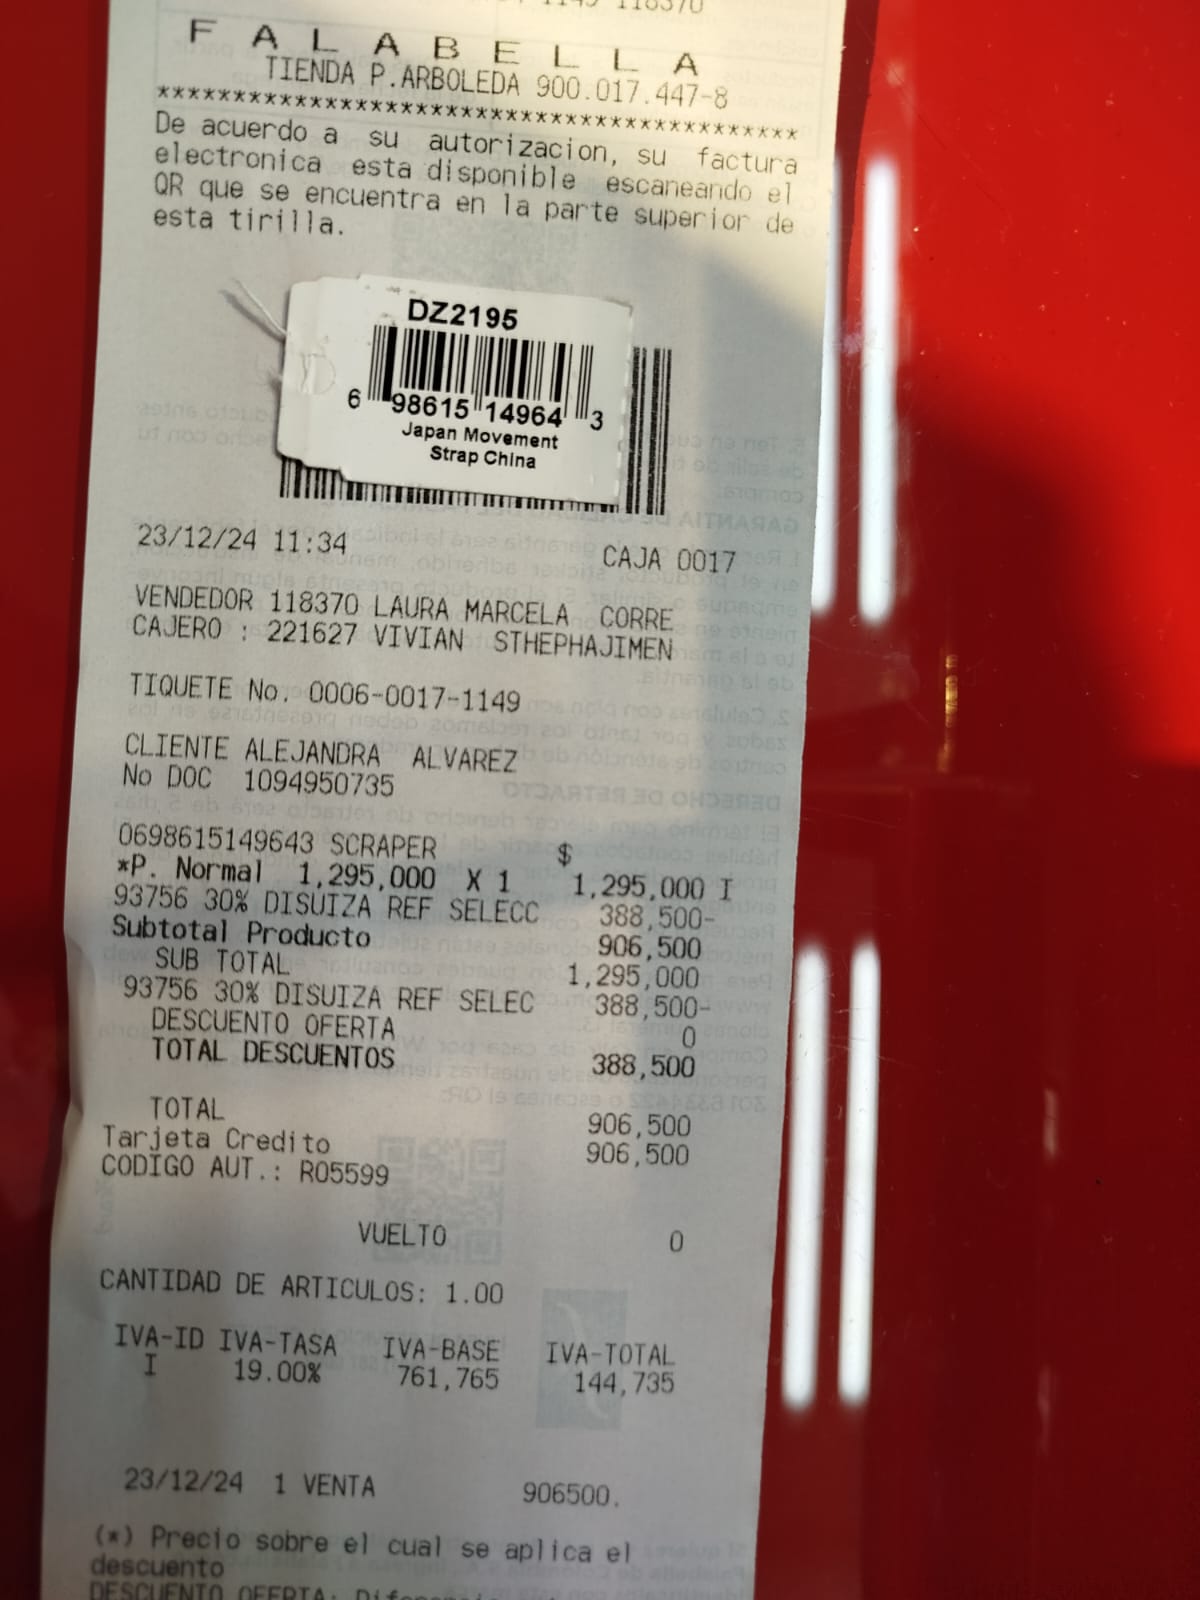 1149 118370
F A L A B E L L A
TIENDA P.ARBOLEDA 900.017.447-8
******************************************
De acuerdo a su autorizacion, su factura
electronica esta disponible escaneando el
QR que se encuentra en la parte superior de
esta tirilla.
DZ2195
6 98615 14964 3
Japan Movement
Strap China
23/12/24 11:34 CAJA 0017
VENDEDOR 118370 LAURA MARCELA CORRE
CAJERO : 221627 VIVIAN STHEPHAJIMEN
TIQUETE No. 0006-0017-1149
CLIENTE ALEJANDRA ALVAREZ
No DOC 1094950735
0698615149643 SCRAPER $
*P. Normal 1,295,000 X 1 1,295,000 I
93756 30% DISUIZA REF SELECC 388,500-
Subtotal Producto 906,500
SUB TOTAL 1,295,000
93756 30% DISUIZA REF SELEC 388,500-
DESCUENTO OFERTA 0
TOTAL DESCUENTOS 388,500
TOTAL 906,500
Tarjeta Credito 906,500
CODIGO AUT.: R05599
VUELTO 0
CANTIDAD DE ARTICULOS: 1.00
IVA-ID IVA-TASA IVA-BASE IVA-TOTAL
I 19.00% 761,765 144,735
23/12/24 1 VENTA 906500.
(*) Precio sobre el cual se aplica el
descuento
DESCUENTO OFERTA: